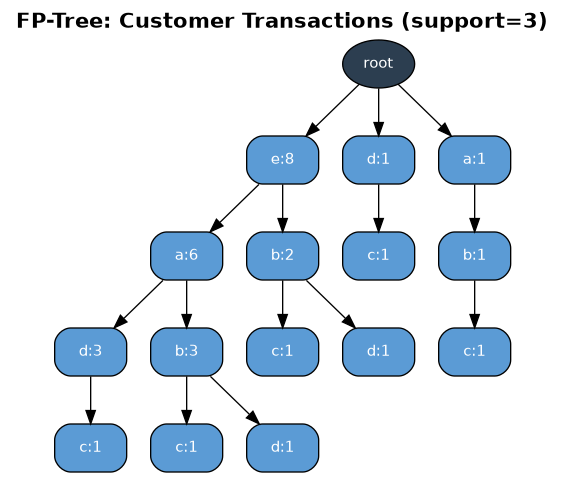 FP-Tree: Customer Transactions (support=3)
root
e:8
d:1
a:1
a:6
b:2
c:1
b:1
d:3
b:3
c:1
d:1
c:1
c:1
c:1
d:1